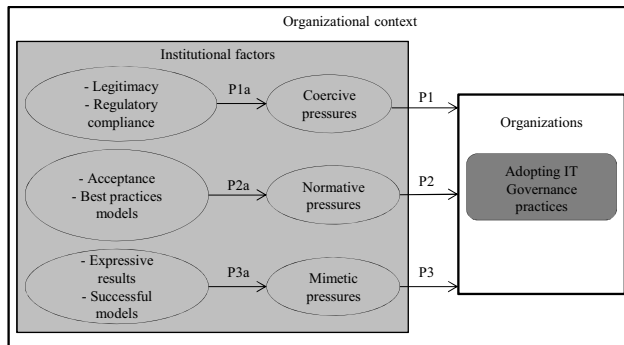 Organizational context
Institutional factors
- Legitimacy
- Regulatory
compliance
P1a
Coercive
pressures
P1
- Acceptance
- Best practices
models
P2a
Normative
pressures
P2
- Expressive
results
- Successful
models
P3a
Mimetic
pressures
P3
Organizations
Adopting IT
Governance
practices